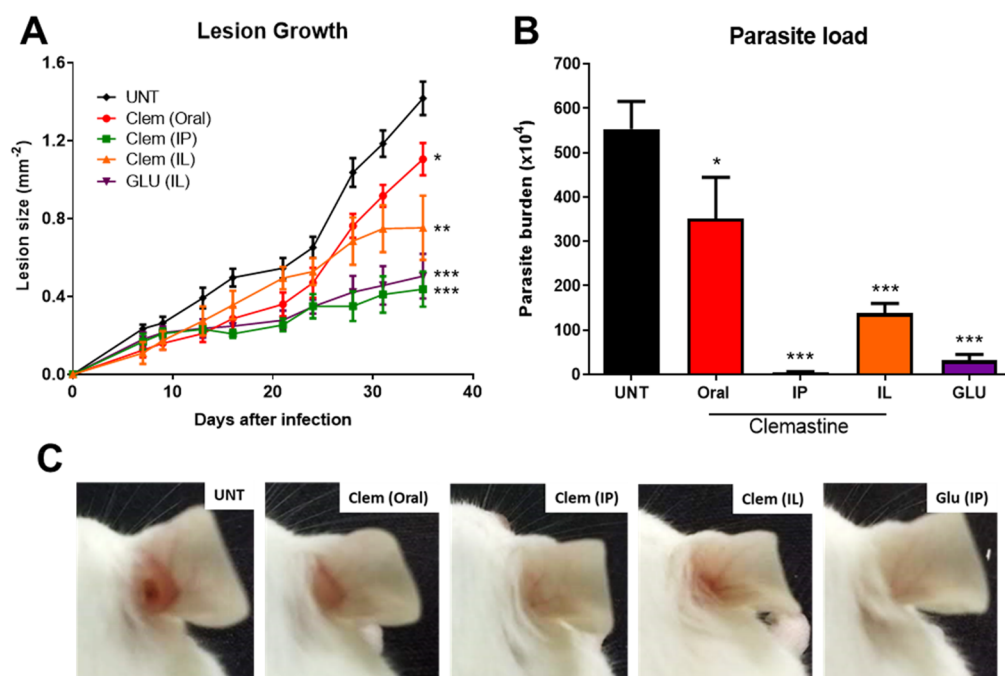 A
Lesion Growth
Lesion size (mm⁻²)
1.6
1.2
0.8
0.4
0.0
UNT
Clem (Oral)
Clem (IP)
Clem (IL)
GLU (IL)
*
**
***
***
0 10 20 30 40
Days after infection
B
Parasite load
Parasite burden (x10⁴)
700
600
500
400
300
200
100
0
*
***
***
***
UNT Oral IP IL GLU
Clemastine
C
UNT
Clem (Oral)
Clem (IP)
Clem (IL)
Glu (IP)